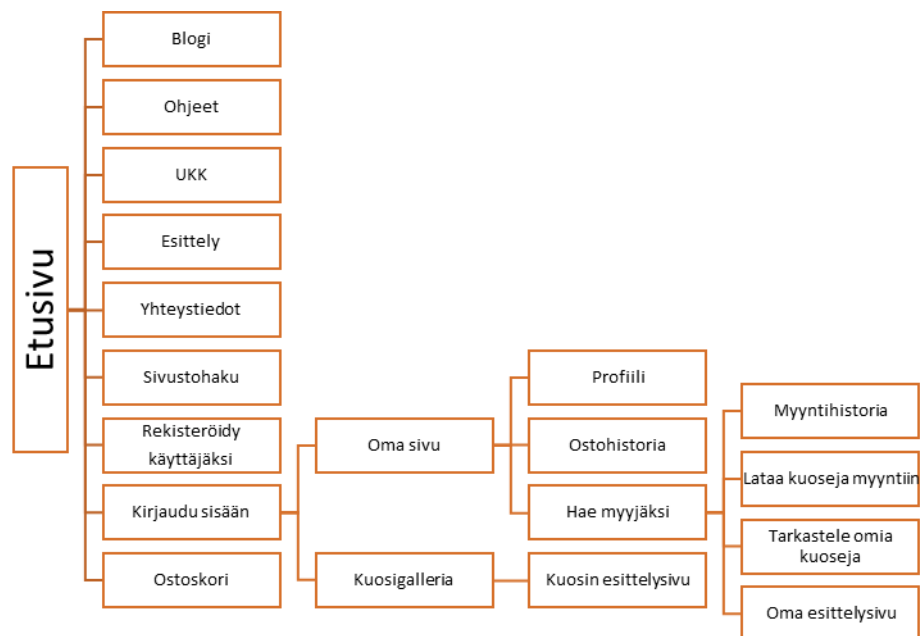 Etusivu
Blogi
Ohjeet
UKK
Esittely
Yhteystiedot
Sivustohaku
Rekisteröidy
käyttäjäksi
Kirjaudu sisään
Ostoskori
Oma sivu
Kuosigalleria
Profiili
Ostohistoria
Hae myyjäksi
Kuosin esittelysivu
Myyntihistoria
Lataa kuoseja myyntiin
Tarkastele omia
kuoseja
Oma esittelysivu